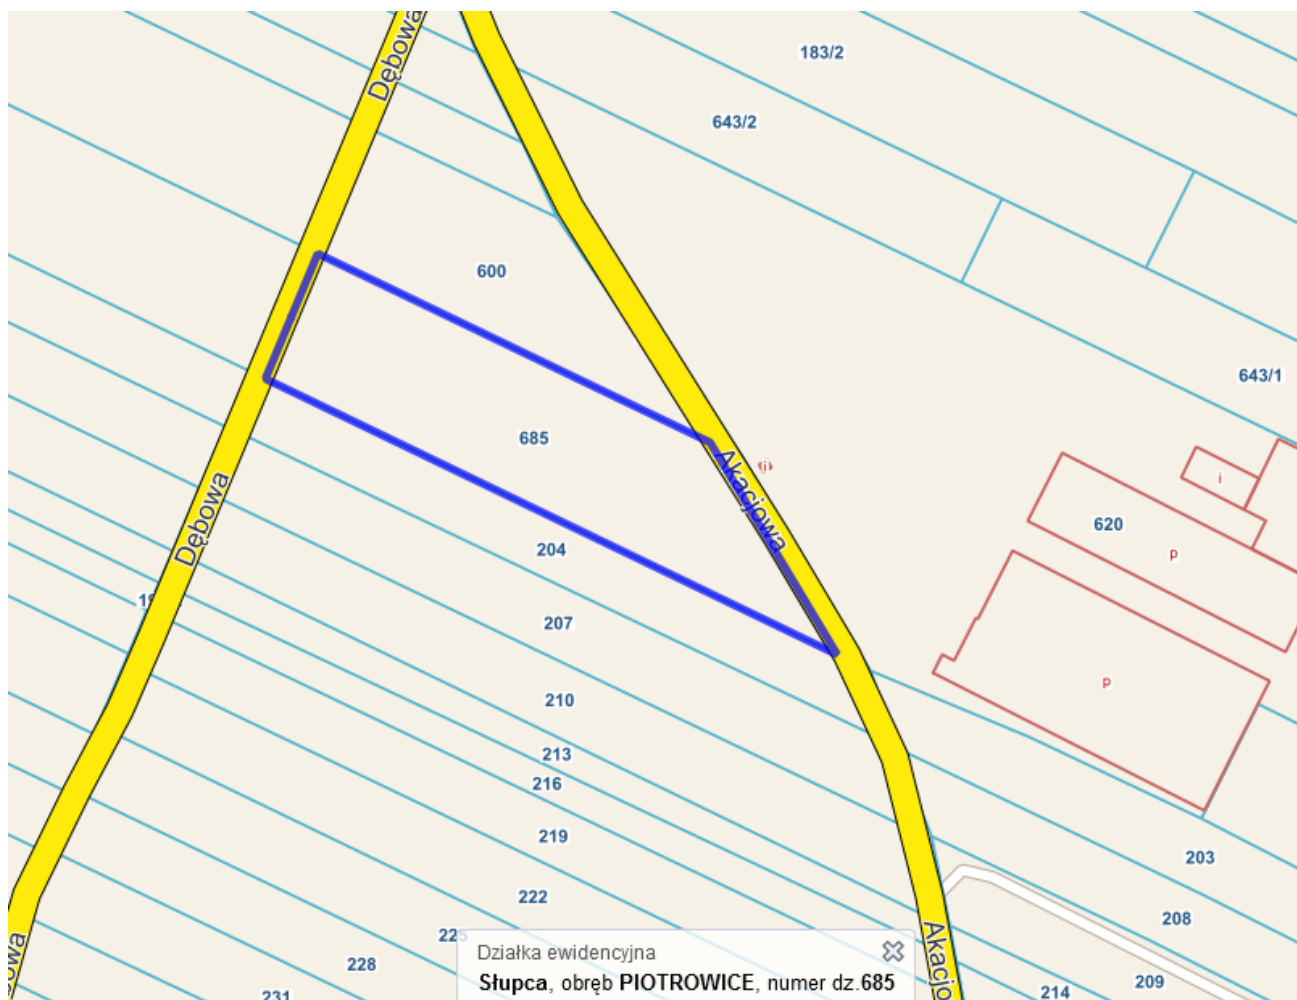 Dębowa
183/2
643/2
600
643/1
685
Akacjowa
i
i
620
p
Dębowa
204
207
p
210
213
216
219
203
222
208
Akacjo
228
209
214
231
Działka ewidencyjna
Słupca, obręb PIOTROWICE, numer dz.685